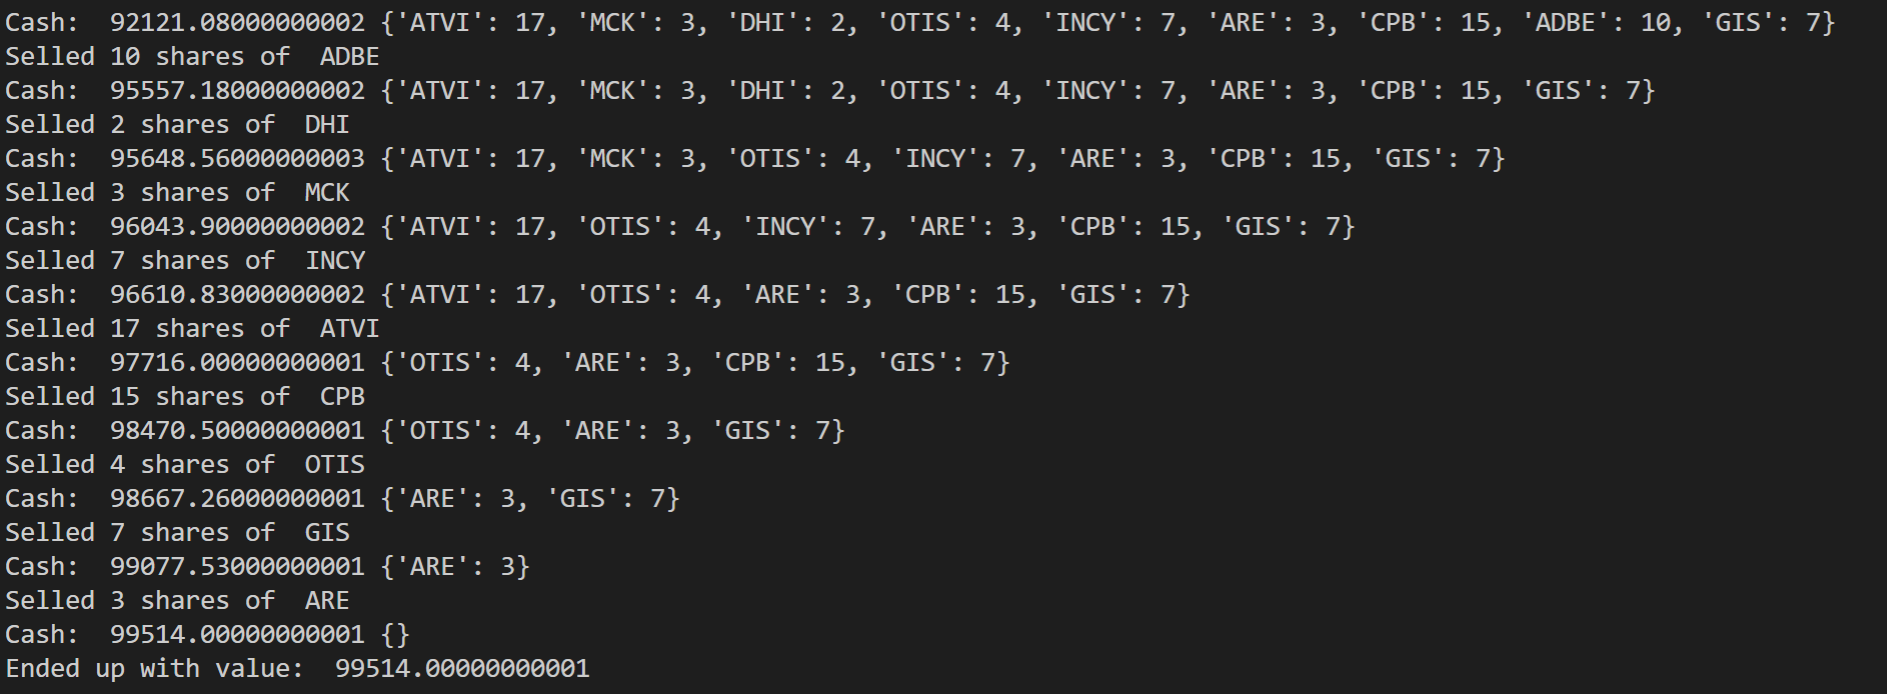 Cash:  92121.08000000002 {'ATVI': 17, 'MCK': 3, 'DHI': 2, 'OTIS': 4, 'INCY': 7, 'ARE': 3, 'CPB': 15, 'ADBE': 10, 'GIS': 7}
Selled 10 shares of  ADBE
Cash:  95557.18000000002 {'ATVI': 17, 'MCK': 3, 'DHI': 2, 'OTIS': 4, 'INCY': 7, 'ARE': 3, 'CPB': 15, 'GIS': 7}
Selled 2 shares of  DHI
Cash:  95648.56000000003 {'ATVI': 17, 'MCK': 3, 'OTIS': 4, 'INCY': 7, 'ARE': 3, 'CPB': 15, 'GIS': 7}
Selled 3 shares of  MCK
Cash:  96043.90000000002 {'ATVI': 17, 'OTIS': 4, 'INCY': 7, 'ARE': 3, 'CPB': 15, 'GIS': 7}
Selled 7 shares of  INCY
Cash:  96610.83000000002 {'ATVI': 17, 'OTIS': 4, 'ARE': 3, 'CPB': 15, 'GIS': 7}
Selled 17 shares of  ATVI
Cash:  97716.00000000001 {'OTIS': 4, 'ARE': 3, 'CPB': 15, 'GIS': 7}
Selled 15 shares of  CPB
Cash:  98470.50000000001 {'OTIS': 4, 'ARE': 3, 'GIS': 7}
Selled 4 shares of  OTIS
Cash:  98667.26000000001 {'ARE': 3, 'GIS': 7}
Selled 7 shares of  GIS
Cash:  99077.53000000001 {'ARE': 3}
Selled 3 shares of  ARE
Cash:  99514.00000000001 {}
Ended up with value:  99514.00000000001